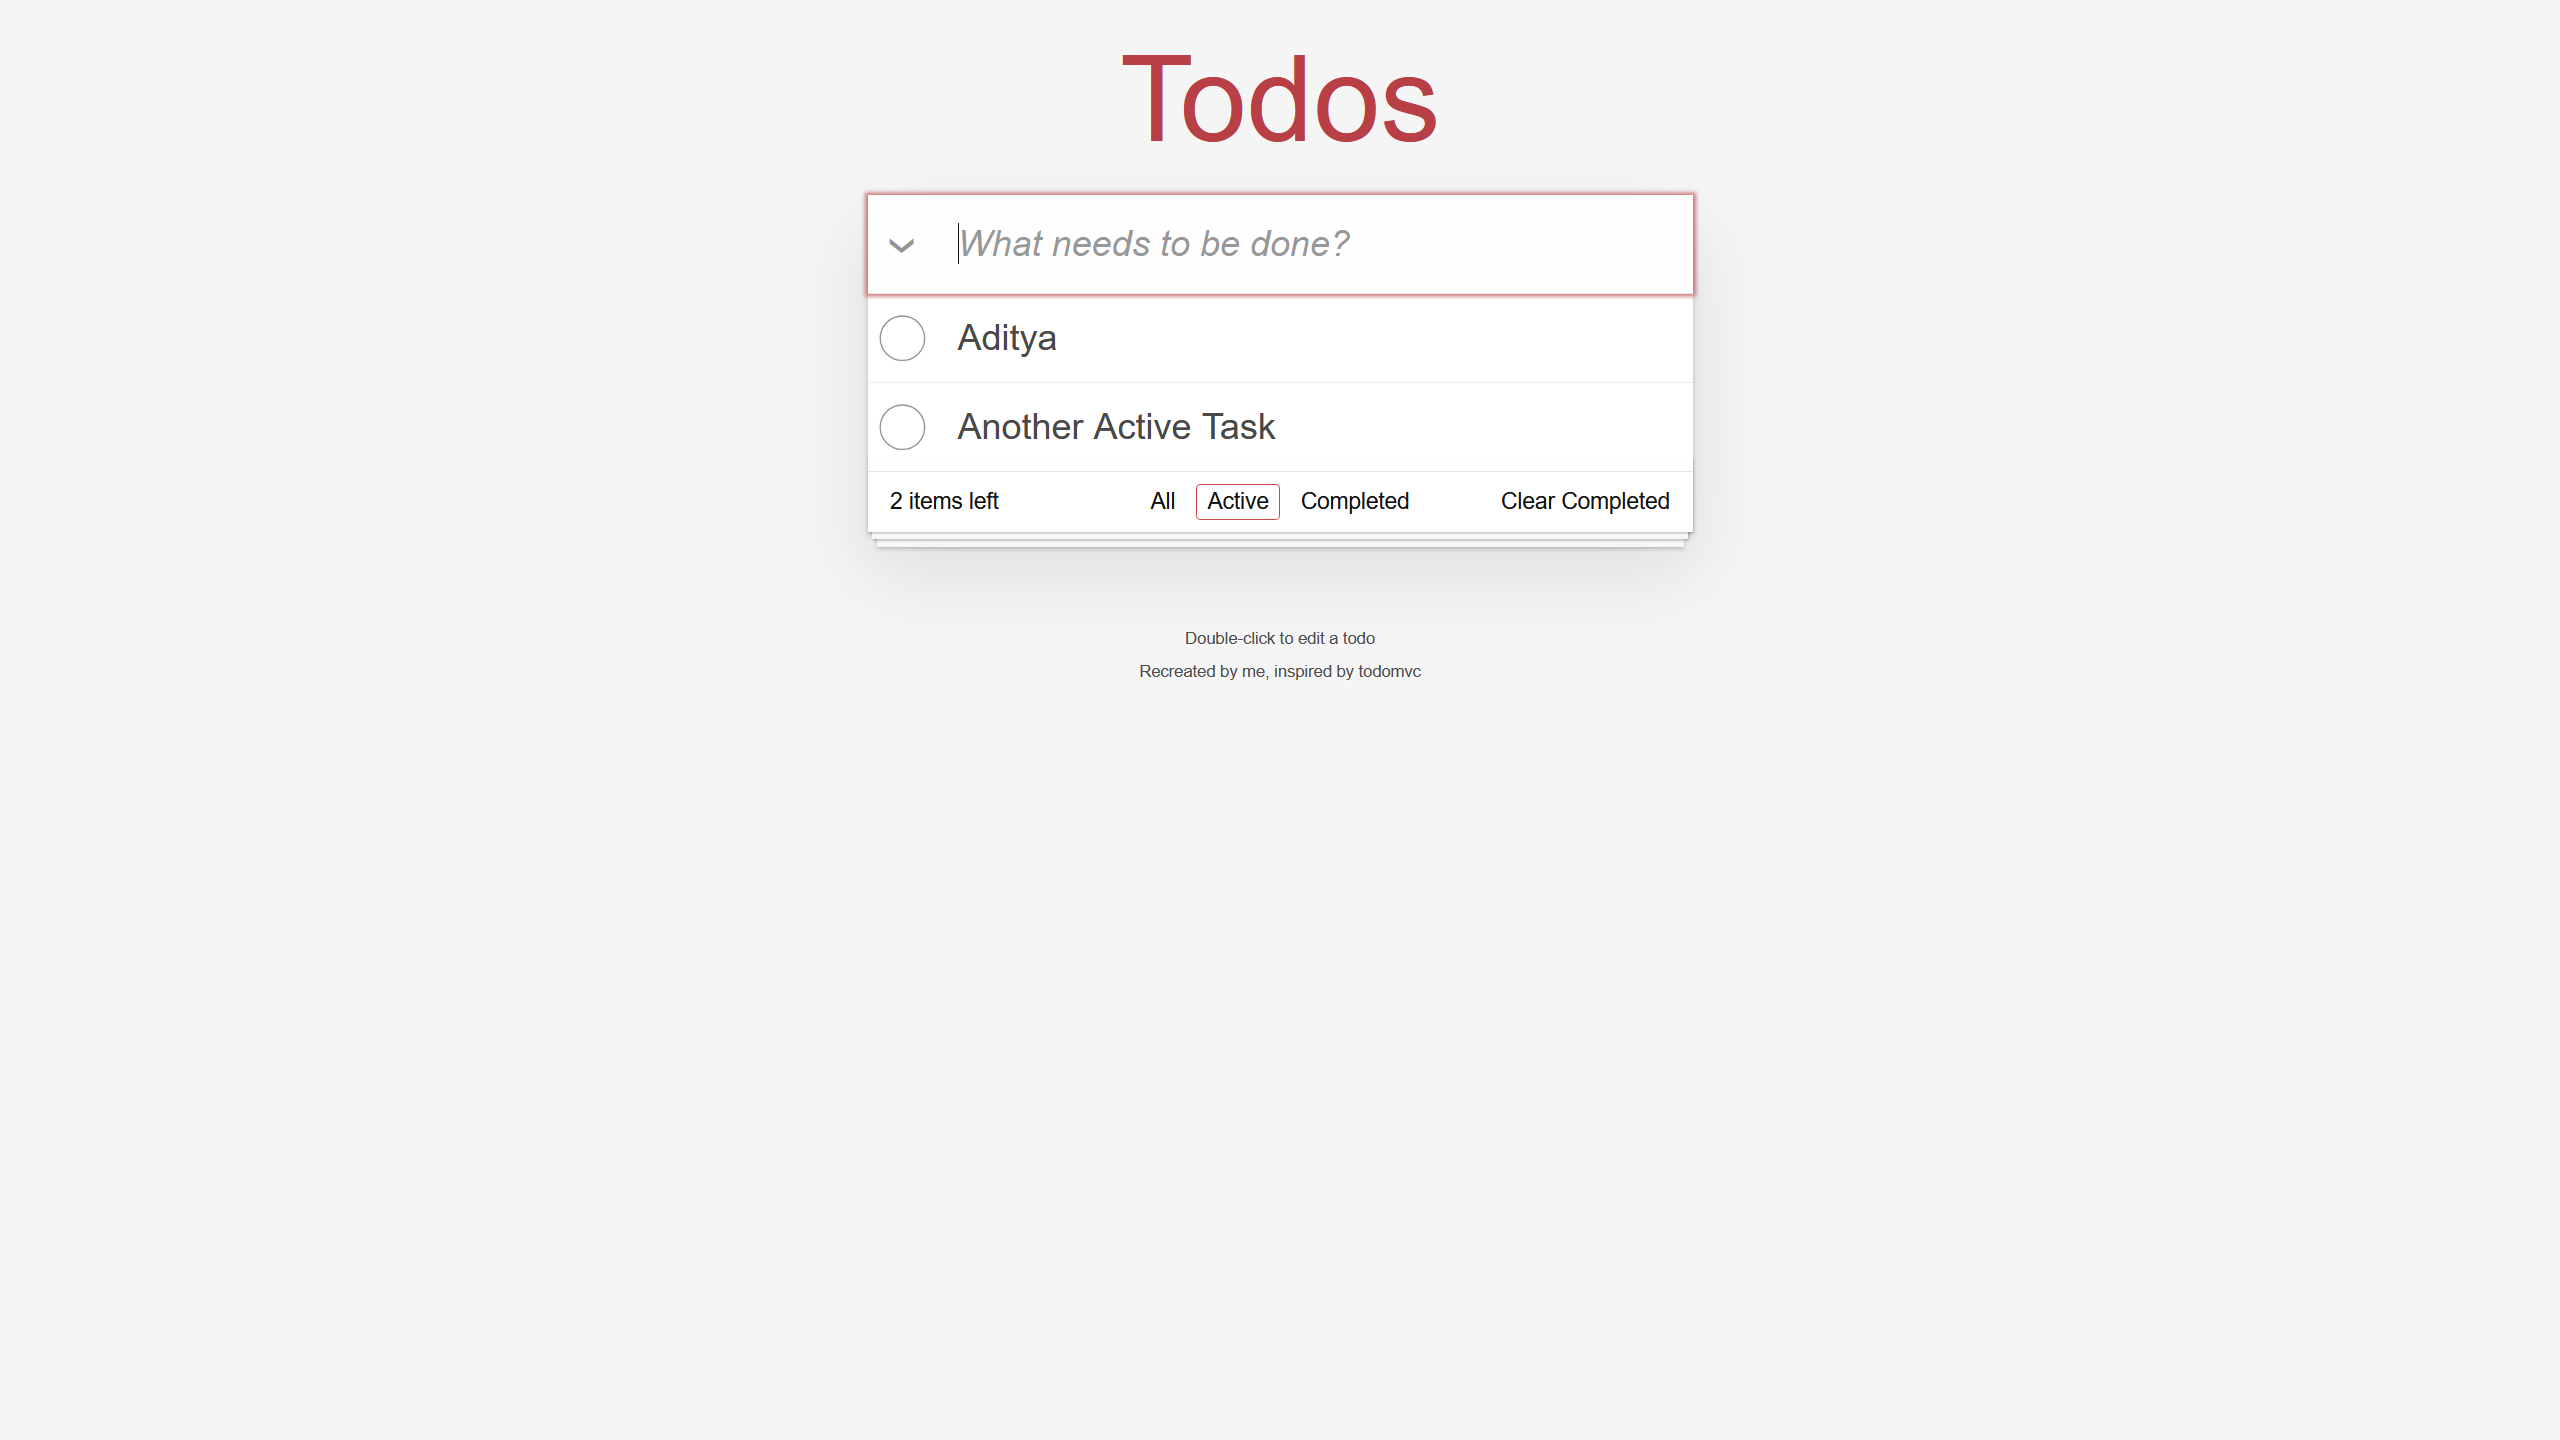 Todos
What needs to be done?
Aditya
Another Active Task
2 items left All Active Completed Clear Completed
Double-click to edit a todo
Recreated by me, inspired by todomvc